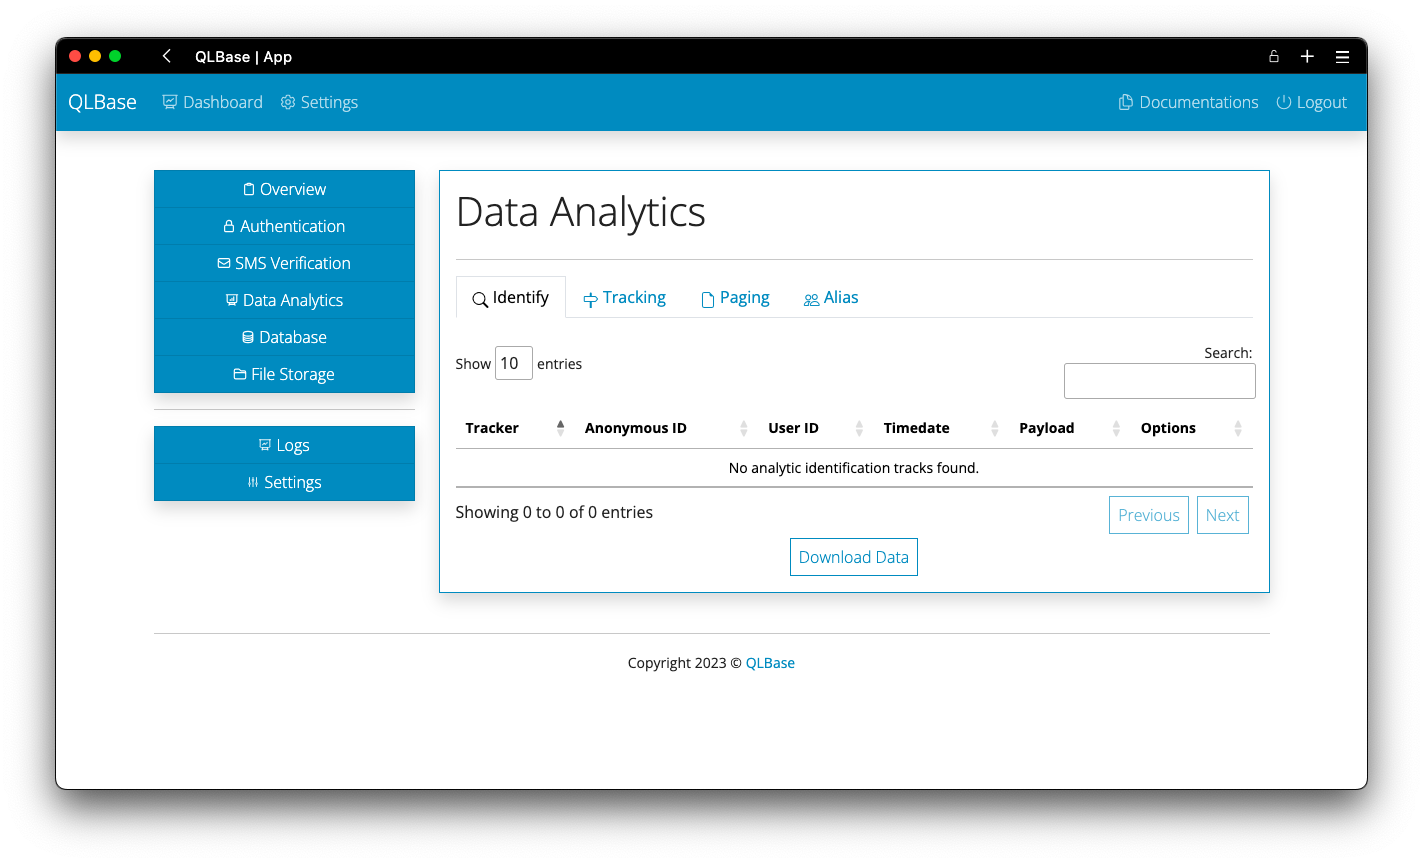 QLBase | App
QLBase Dashboard Settings Documentations Logout
Overview
Authentication
SMS Verification
Data Analytics
Database
File Storage
Logs
Settings
Data Analytics
Identify Tracking Paging Alias
Show 10 entries
Search:
Tracker Anonymous ID User ID Timedate Payload Options
No analytic identification tracks found.
Showing 0 to 0 of 0 entries
Previous Next
Download Data
Copyright 2023 © QLBase